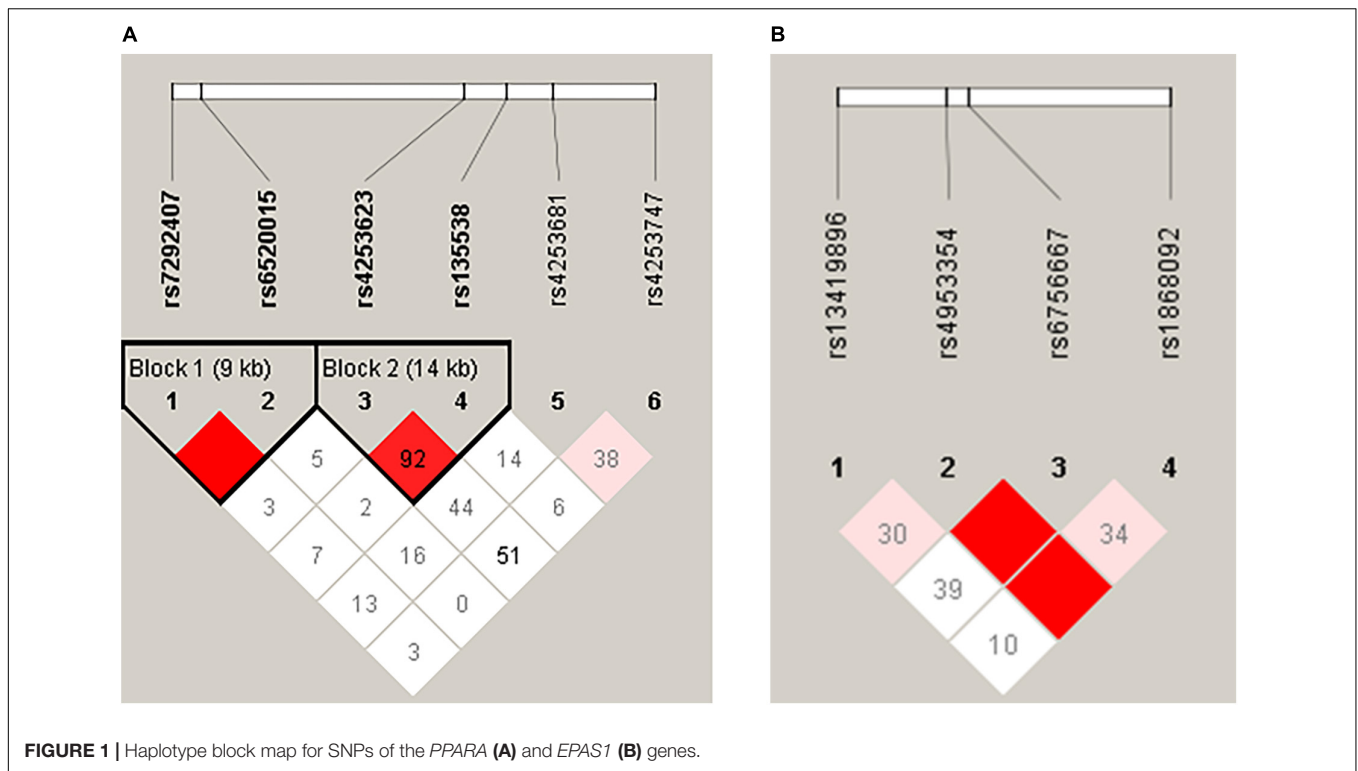 A
B
rs7292407
rs6520015
rs4253623
rs135538
rs4253681
rs4253747
rs13419896
rs4953354
rs6756667
rs1868092
Block 1 (9 kb) Block 2 (14 kb)
1 2 3 4 5 6
5 92 14 38
3 2 44 6
7 16 51
13 0
3
1 2 3 4
30 34
39
10
FIGURE 1 | Haplotype block map for SNPs of the PPARA (A) and EPAS1 (B) genes.